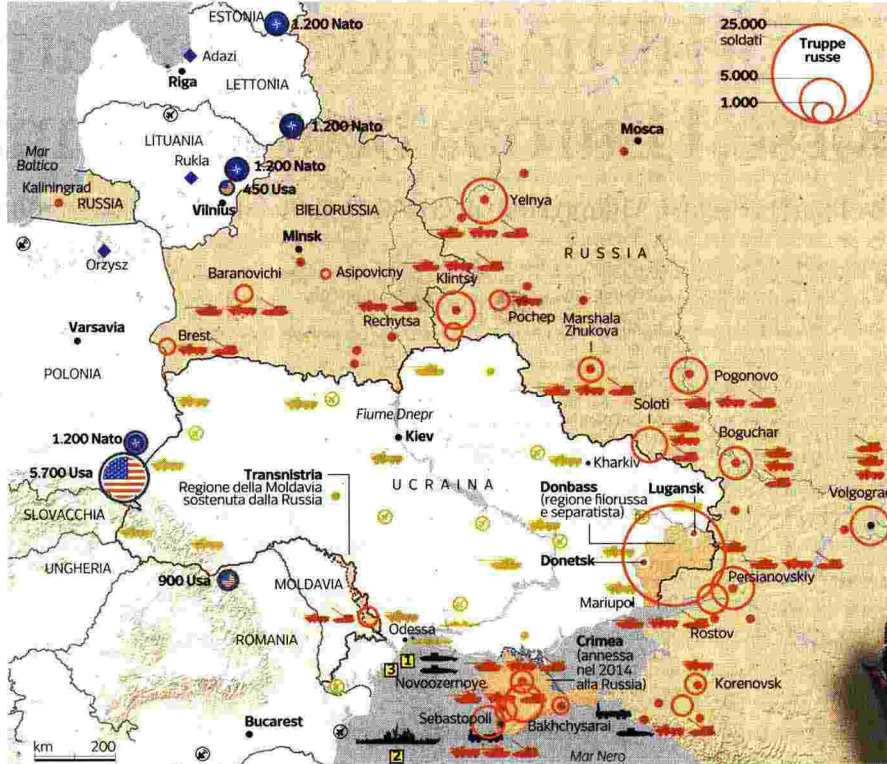 ESTONIA
1.200 Nato
Adazi
Riga
LETTONIA
1.200 Nato
LITUANIA
Rukla
1.200 Nato
450 Usa
Vilnius
Mar
Baltico
Kaliningrad
RUSSIA
Orzysz
Varsavia
POLONIA
BIELORUSSIA
Minsk
Baranovichi
Asipovichy
Brest
Rechytsa
25.000
soldati
5.000
1.000
Truppe
russe
Mosca
Yelnya
RUSSIA
Klintsy
Pochep
Marshala
Zhukova
Pogonovo
Soloti
Boguchar
Volgograd
Fiume Dnepr
Kiev
Kharkiv
UCRAINA
1.200 Nato
5.700 Usa
SLOVACCHIA
UNGHERIA
900 Usa
Transnistria
Regione della Moldavia
sostenuta dalla Russia
MOLDAVIA
ROMANIA
Bucarest
Donbass
(regione filorussa
e separatista)
Lugansk
Donetsk
Mariupol
Persianovskiy
Rostov
Odessa
1
3
2
Novoozernoye
Crimea
(annessa
nel 2014
alla Russia)
Korenovsk
Sebastopoli
Bakhchysarai
Mar Nero
km 200